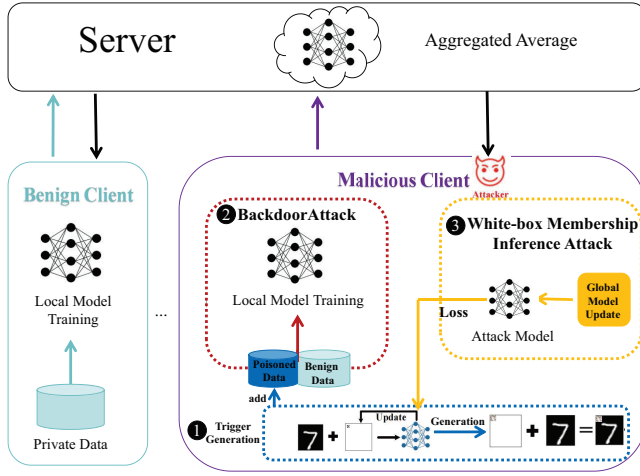 Server
Aggregated Average
Benign Client
Local Model
Training
Private Data
...
Malicious Client
Attacker
2 BackdoorAttack
Local Model Training
Poisoned
Data
Benign
Data
add
3 White-box Membership
Inference Attack
Global
Model
Update
Attack Model
Loss
1 Trigger
Generation
7
+
Update
Generation
+
7
=
7